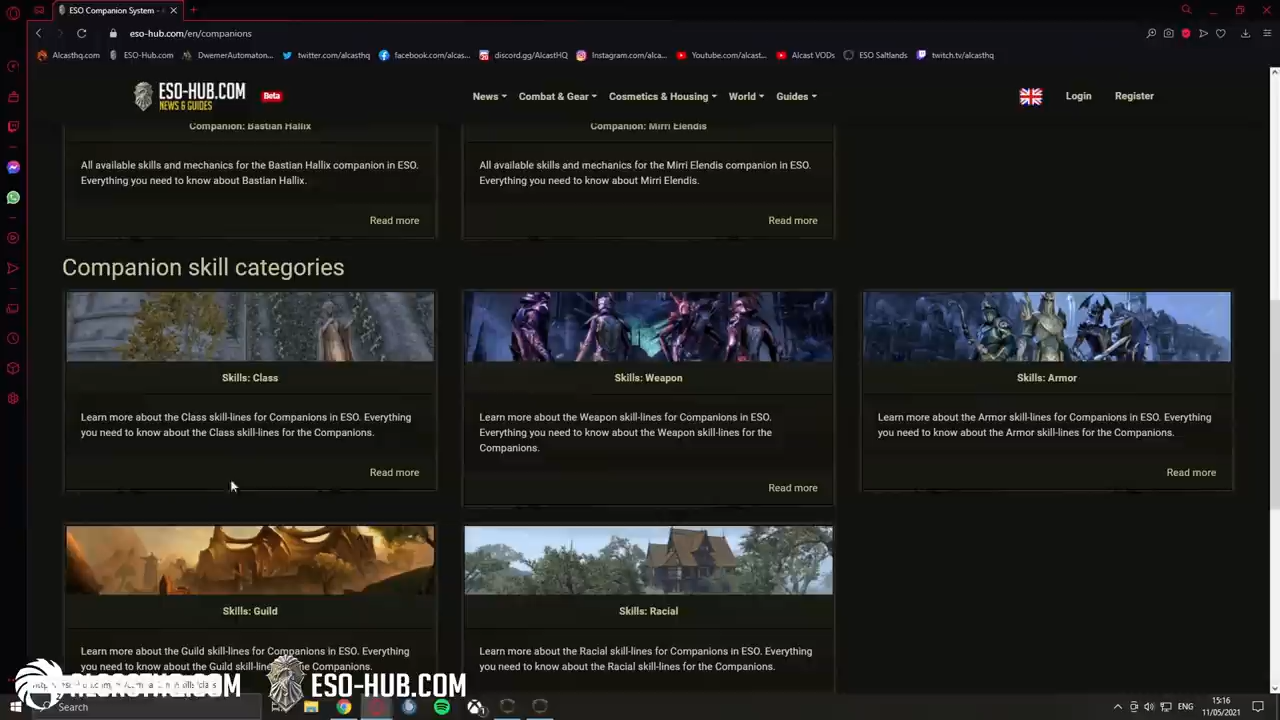 ESO Companion System -
eso-hub.com/en/companions
Alcasthq.com
ESO-Hub.com
DwemerAutomaton...
twitter.com/alcasthq
facebook.com/alcas...
discord.gg/AlcastHQ
Instagram.com/alca...
Youtube.com/alcast...
Alcast VODs
ESO Saltlands
twitch.tv/alcasthq
ESO-HUB.COM
NEWS & GUIDES
Beta
News
Combat & Gear
Cosmetics & Housing
World
Guides
Login
Register
Companion: Bastian Hallix
Companion: Mirri Elendis
All available skills and mechanics for the Bastian Hallix companion in ESO.
Everything you need to know about Bastian Hallix.
All available skills and mechanics for the Mirri Elendis companion in ESO.
Everything you need to know about Mirri Elendis.
Read more
Read more
Companion skill categories
Skills: Class
Skills: Weapon
Skills: Armor
Learn more about the Class skill-lines for Companions in ESO. Everything
you need to know about the Class skill-lines for the Companions.
Learn more about the Weapon skill-lines for Companions in ESO.
Everything you need to know about the Weapon skill-lines for the
Companions.
Learn more about the Armor skill-lines for Companions in ESO. Everything
you need to know about the Armor skill-lines for the Companions.
Read more
Read more
Read more
Skills: Guild
Skills: Racial
Learn more about the Guild skill-lines for Companions in ESO. Everything
you need to know about the Guild skill-lines Companions.
Learn more about the Racial skill-lines for Companions in ESO. Everything
you need to know about the Racial skill-lines for the Companions.
ALCASTHQ.COM
ESO-HUB.COM
Search
ENG
15:16
11/05/2021